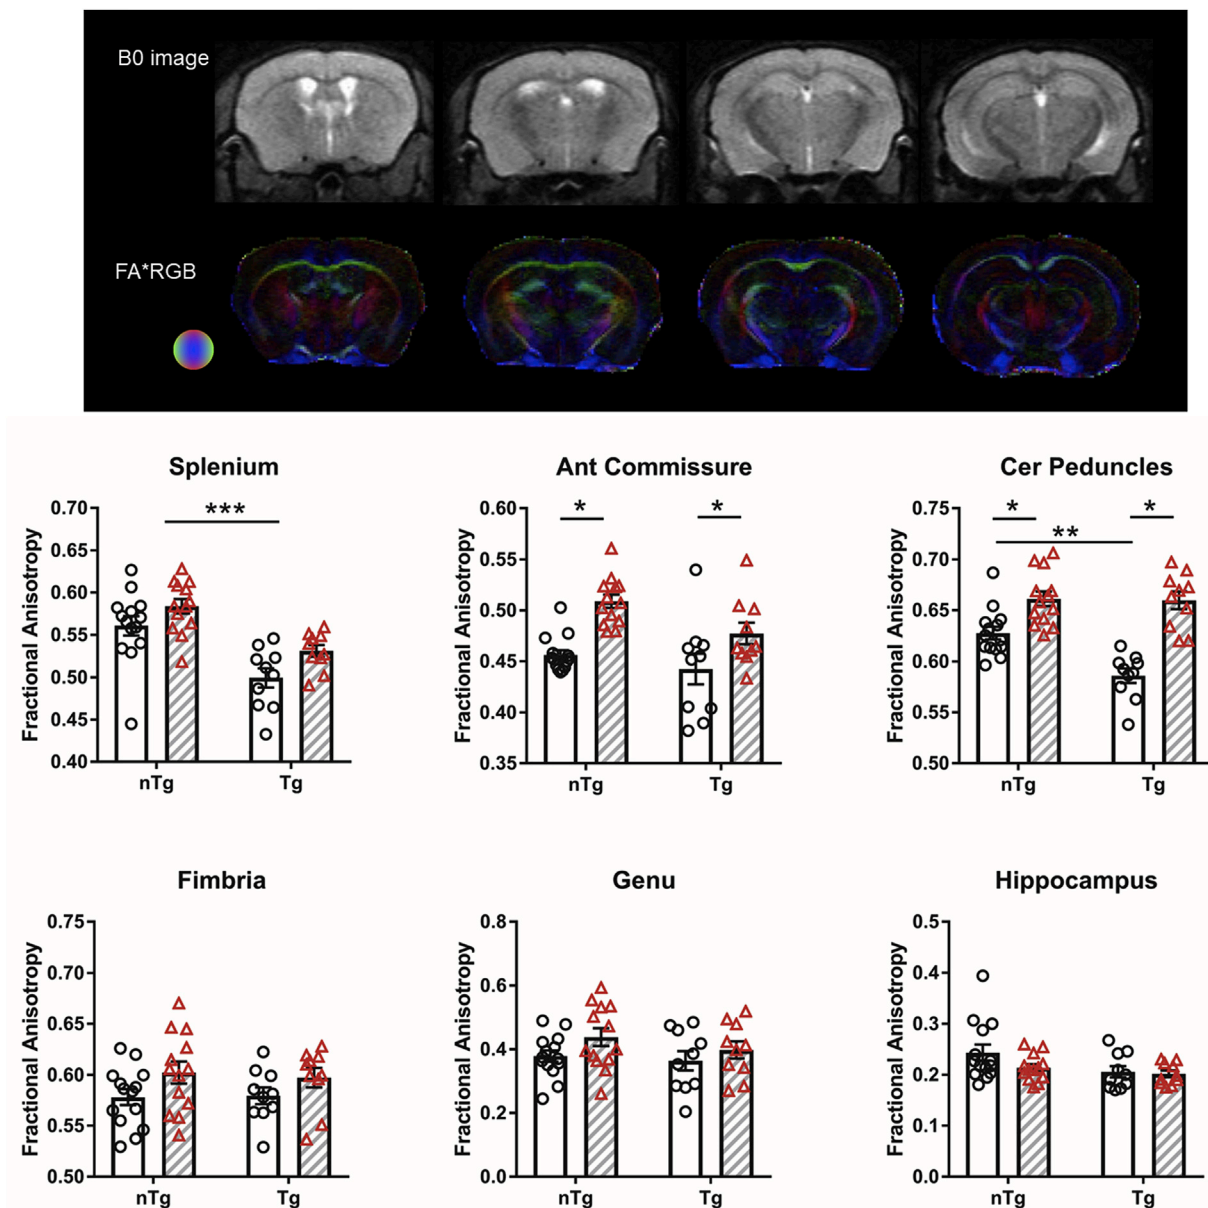 B0 image
FA*RGB
Splenium
Ant Commissure
Cer Peduncles
***
*
*
*
**
*
Fractional Anisotropy
0.70
0.65
0.60
0.55
0.50
0.45
0.40
nTg
Tg
Fractional Anisotropy
0.60
0.55
0.50
0.45
0.40
0.35
nTg
Tg
Fractional Anisotropy
0.75
0.70
0.65
0.60
0.55
0.50
nTg
Tg
Fimbria
Genu
Hippocampus
Fractional Anisotropy
0.75
0.70
0.65
0.60
0.55
0.50
nTg
Tg
Fractional Anisotropy
0.8
0.6
0.4
0.2
0.0
nTg
Tg
Fractional Anisotropy
0.5
0.4
0.3
0.2
0.1
0.0
nTg
Tg